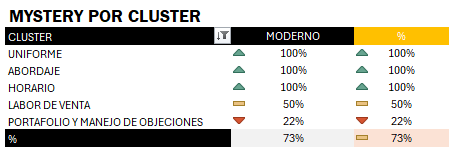 MYSTERY POR CLUSTER
CLUSTER MODERNO %
UNIFORME 100% 100%
ABORDAJE 100% 100%
HORARIO 100% 100%
LABOR DE VENTA 50% 50%
PORTAFOLIO Y MANEJO DE OBJECIONES 22% 22%
% 73% 73%